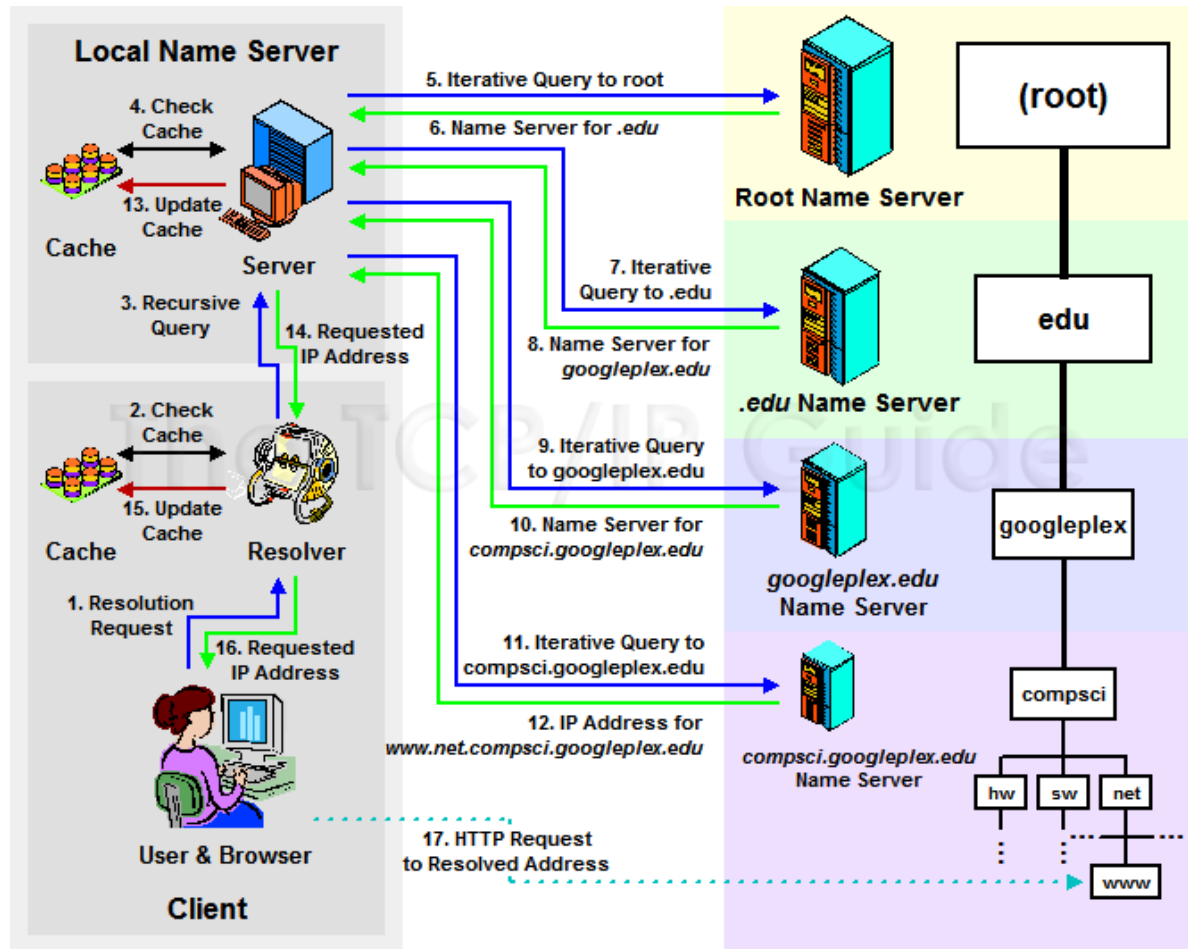 Local Name Server
4. Check
Cache
13. Update
Cache
Cache
Server
3. Recursive
Query
14. Requested
IP Address
2. Check
Cache
15. Update
Cache
Cache
Resolver
1. Resolution
Request
16. Requested
IP Address
User & Browser
Client
5. Iterative Query to root
6. Name Server for .edu
7. Iterative
Query to .edu
8. Name Server for
googleplex.edu
9. Iterative Query
to googleplex.edu
10. Name Server for
compsci.googleplex.edu
11. Iterative Query to
compsci.googleplex.edu
12. IP Address for
www.net.compsci.googleplex.edu
17. HTTP Request
to Resolved Address
Root Name Server
.edu Name Server
googleplex.edu
Name Server
compsci.googleplex.edu
Name Server
(root)
edu
googleplex
compsci
hw sw net
www
The TCP/IP Guide